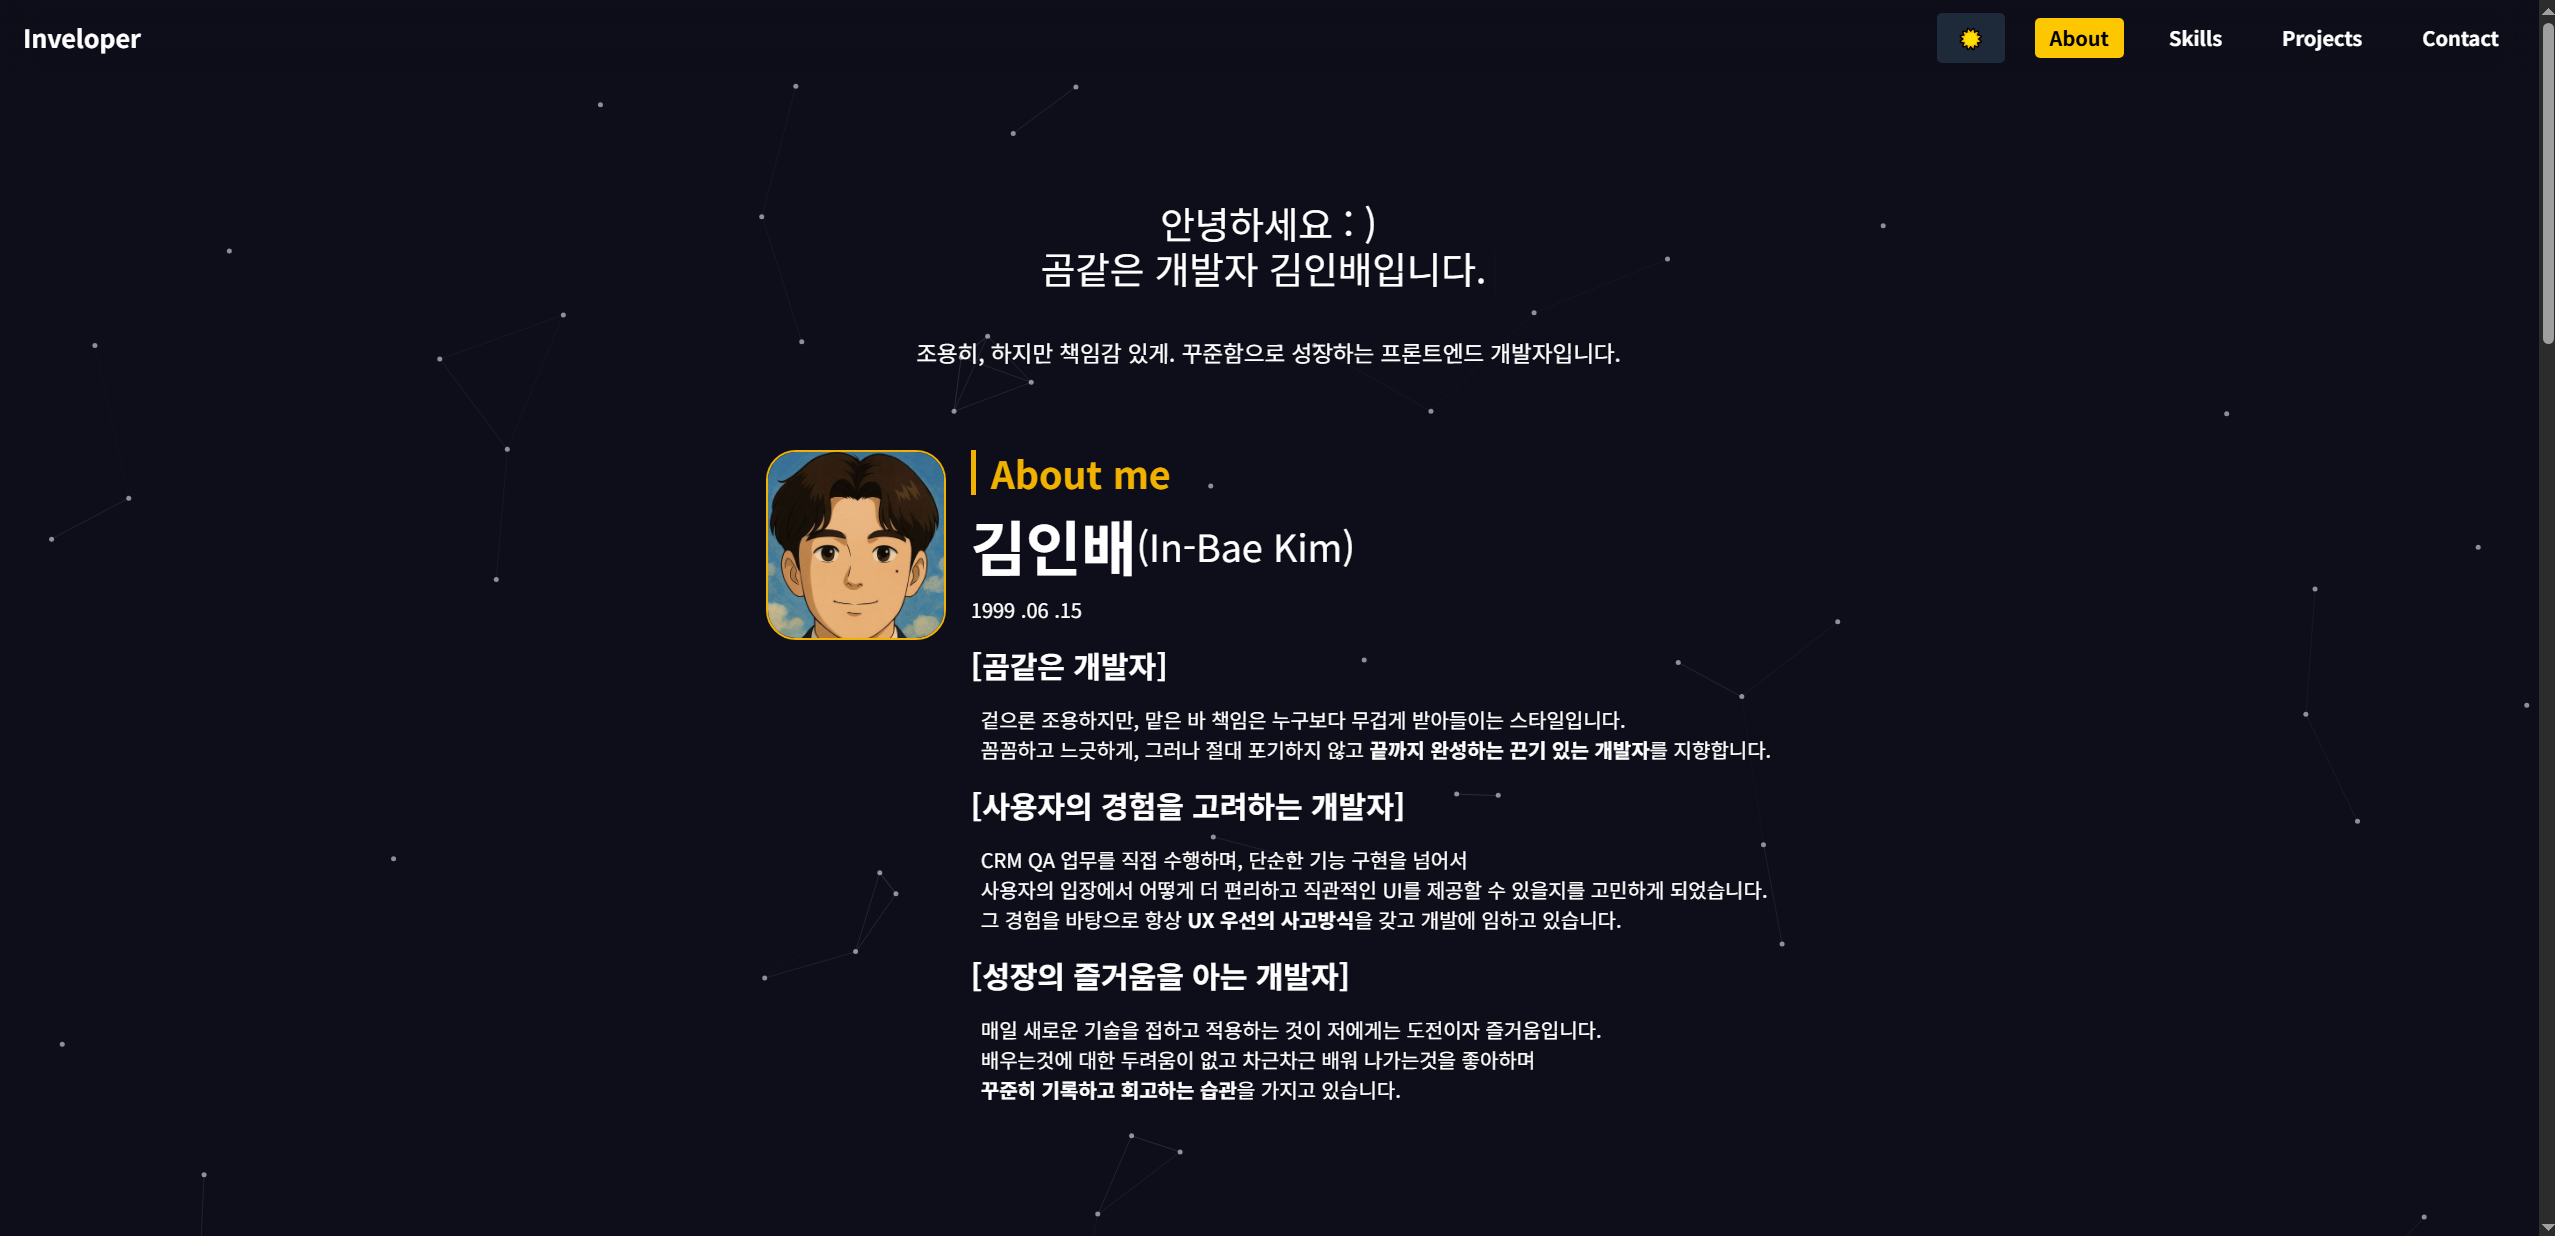 Inveloper
About
Skills
Projects
Contact
안녕하세요 : )
곰같은 개발자 김인배입니다.
조용히, 하지만 책임감 있게. 꾸준함으로 성장하는 프론트엔드 개발자입니다.
About me
김인배(In-Bae Kim)
1999 .06 .15
[곰같은 개발자]
겉으론 조용하지만, 맡은 바 책임은 누구보다 무겁게 받아들이는 스타일입니다.
꼼꼼하고 느긋하게, 그러나 절대 포기하지 않고 끝까지 완성하는 끈기 있는 개발자를 지향합니다.
[사용자의 경험을 고려하는 개발자]
CRM QA 업무를 직접 수행하며, 단순한 기능 구현을 넘어서
사용자의 입장에서 어떻게 더 편리하고 직관적인 UI를 제공할 수 있을지를 고민하게 되었습니다.
그 경험을 바탕으로 항상 UX 우선의 사고방식을 갖고 개발에 임하고 있습니다.
[성장의 즐거움을 아는 개발자]
매일 새로운 기술을 접하고 적용하는 것이 저에게는 도전이자 즐거움입니다.
배우는것에 대한 두려움이 없고 차근차근 배워 나가는것을 좋아하며
꾸준히 기록하고 회고하는 습관을 가지고 있습니다.